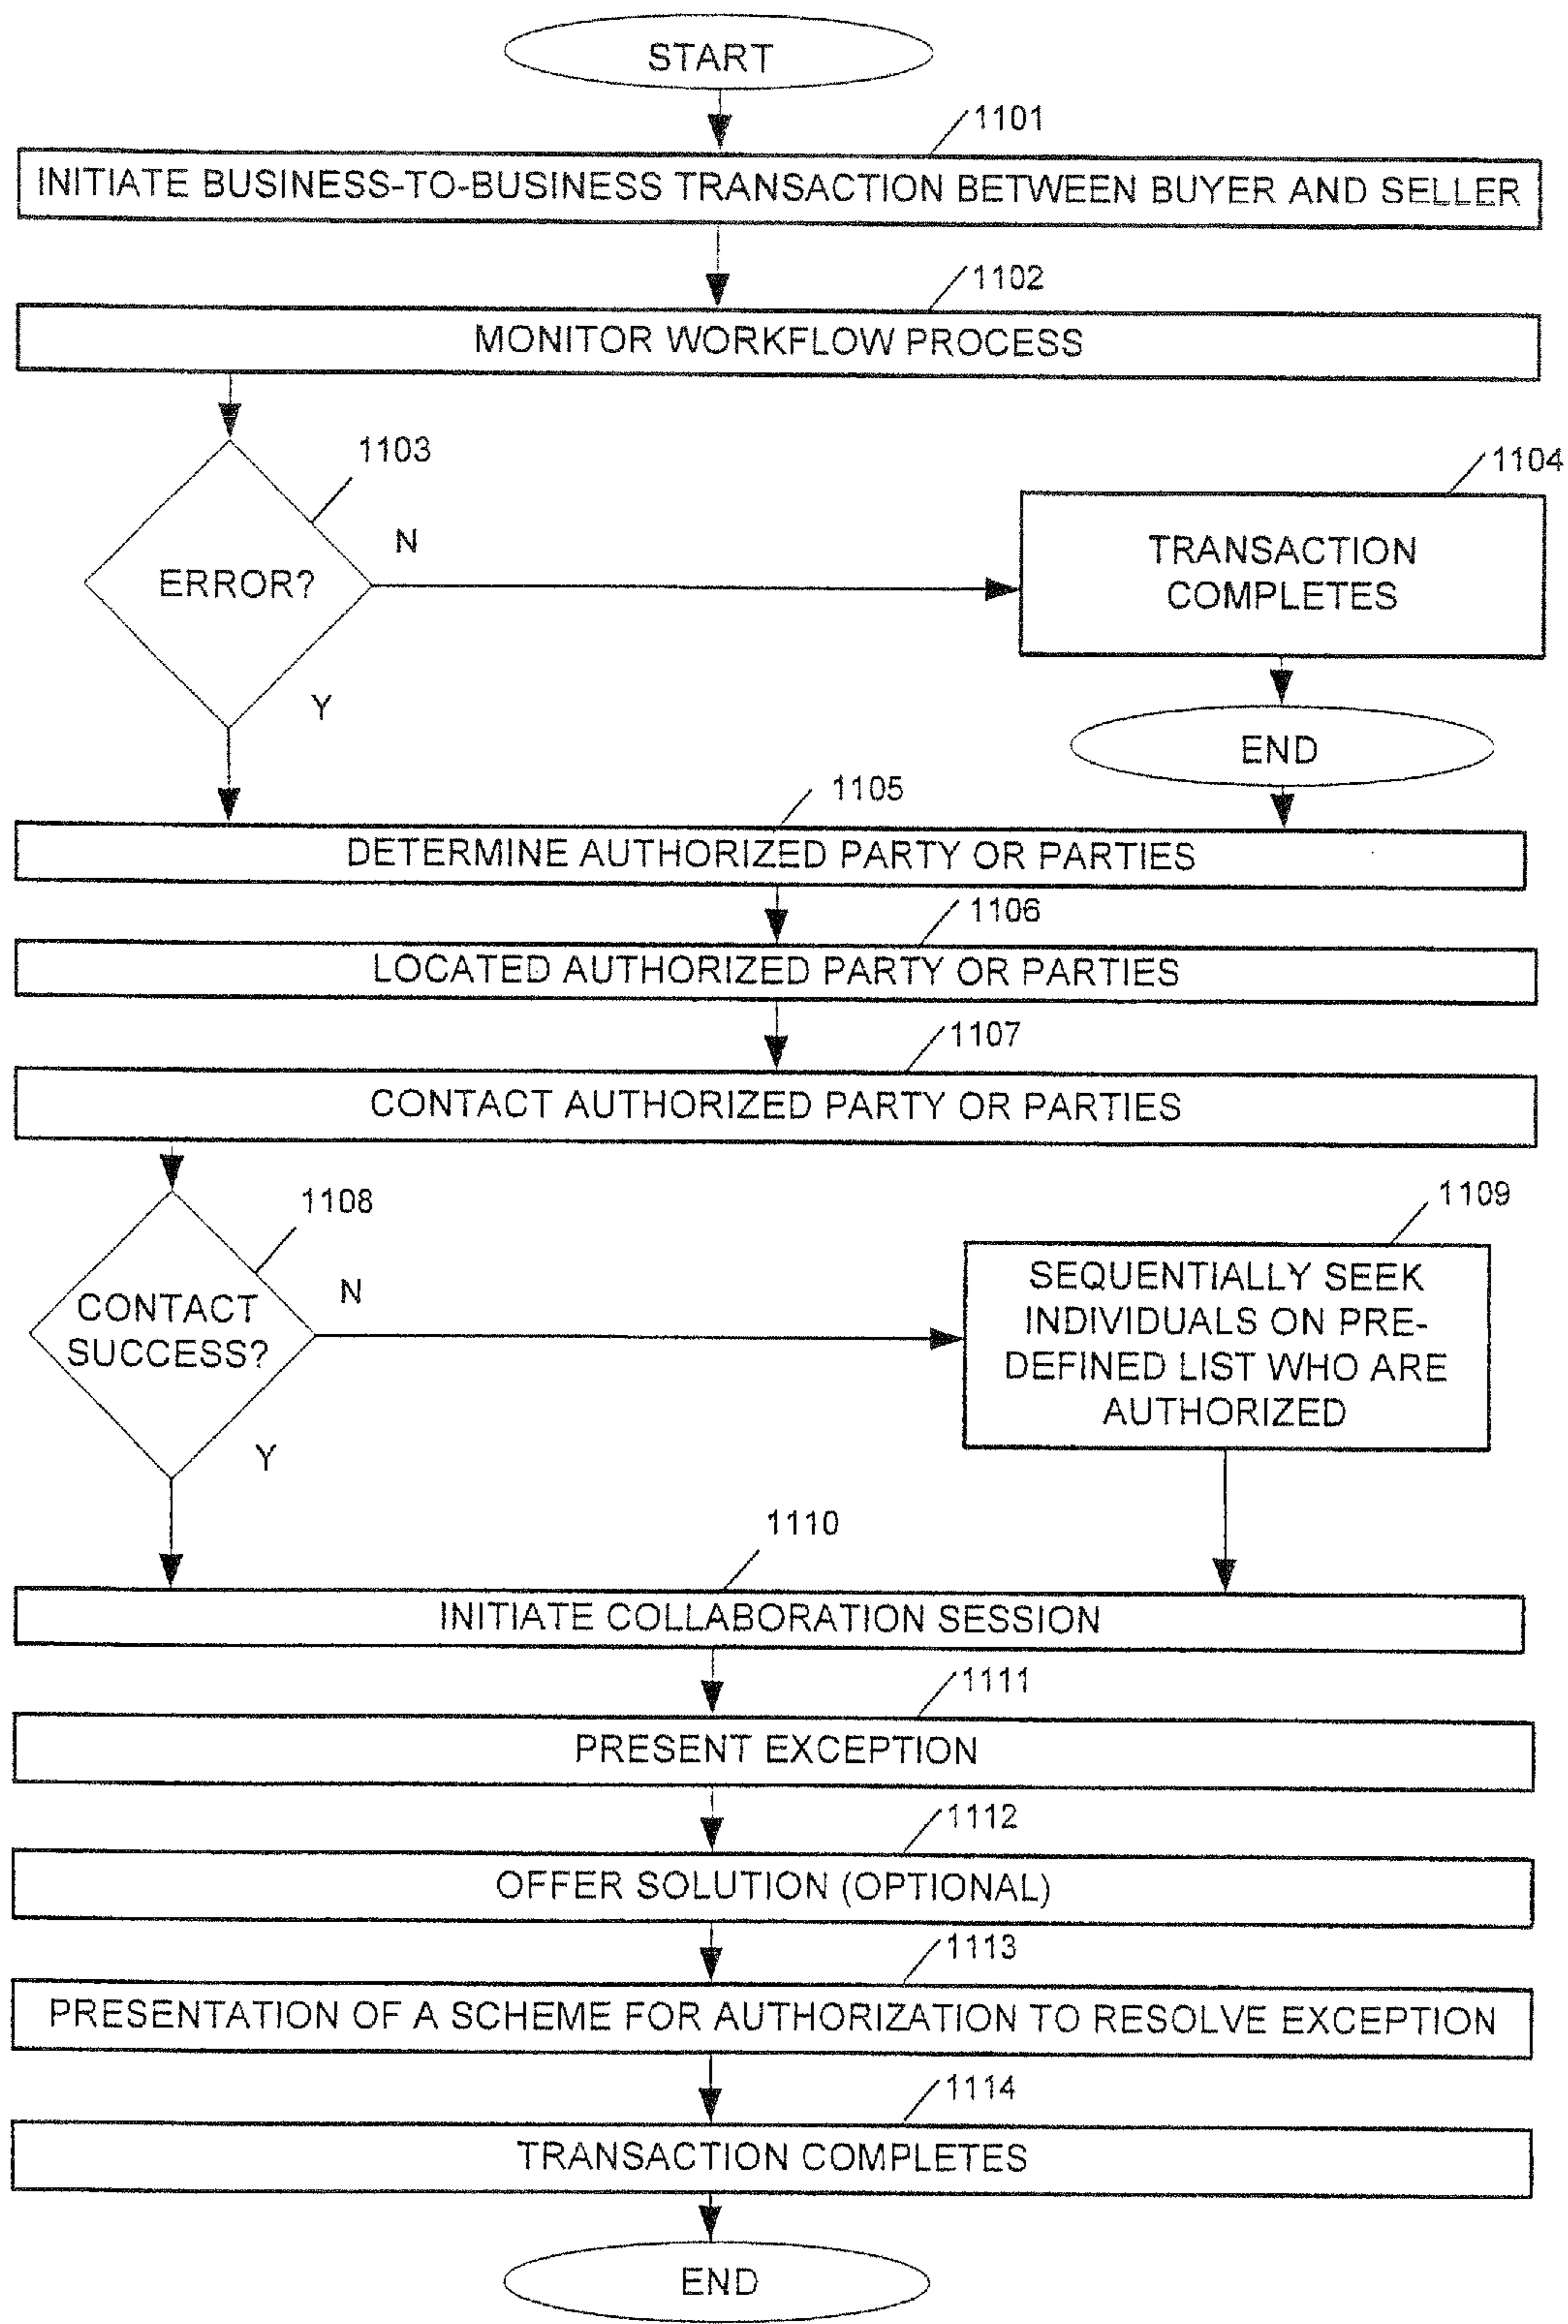 START
1101
INITIATE BUSINESS-TO-BUSINESS TRANSACTION BETWEEN BUYER AND SELLER
1102
MONITOR WORKFLOW PROCESS
1103
ERROR?
N
Y
1104
TRANSACTION
COMPLETES
END
1105
DETERMINE AUTHORIZED PARTY OR PARTIES
1106
LOCATED AUTHORIZED PARTY OR PARTIES
1107
CONTACT AUTHORIZED PARTY OR PARTIES
1108
CONTACT
SUCCESS?
N
Y
1109
SEQUENTIALLY SEEK
INDIVIDUALS ON PRE-
DEFINED LIST WHO ARE
AUTHORIZED
1110
INITIATE COLLABORATION SESSION
1111
PRESENT EXCEPTION
1112
OFFER SOLUTION (OPTIONAL)
1113
PRESENTATION OF A SCHEME FOR AUTHORIZATION TO RESOLVE EXCEPTION
1114
TRANSACTION COMPLETES
END